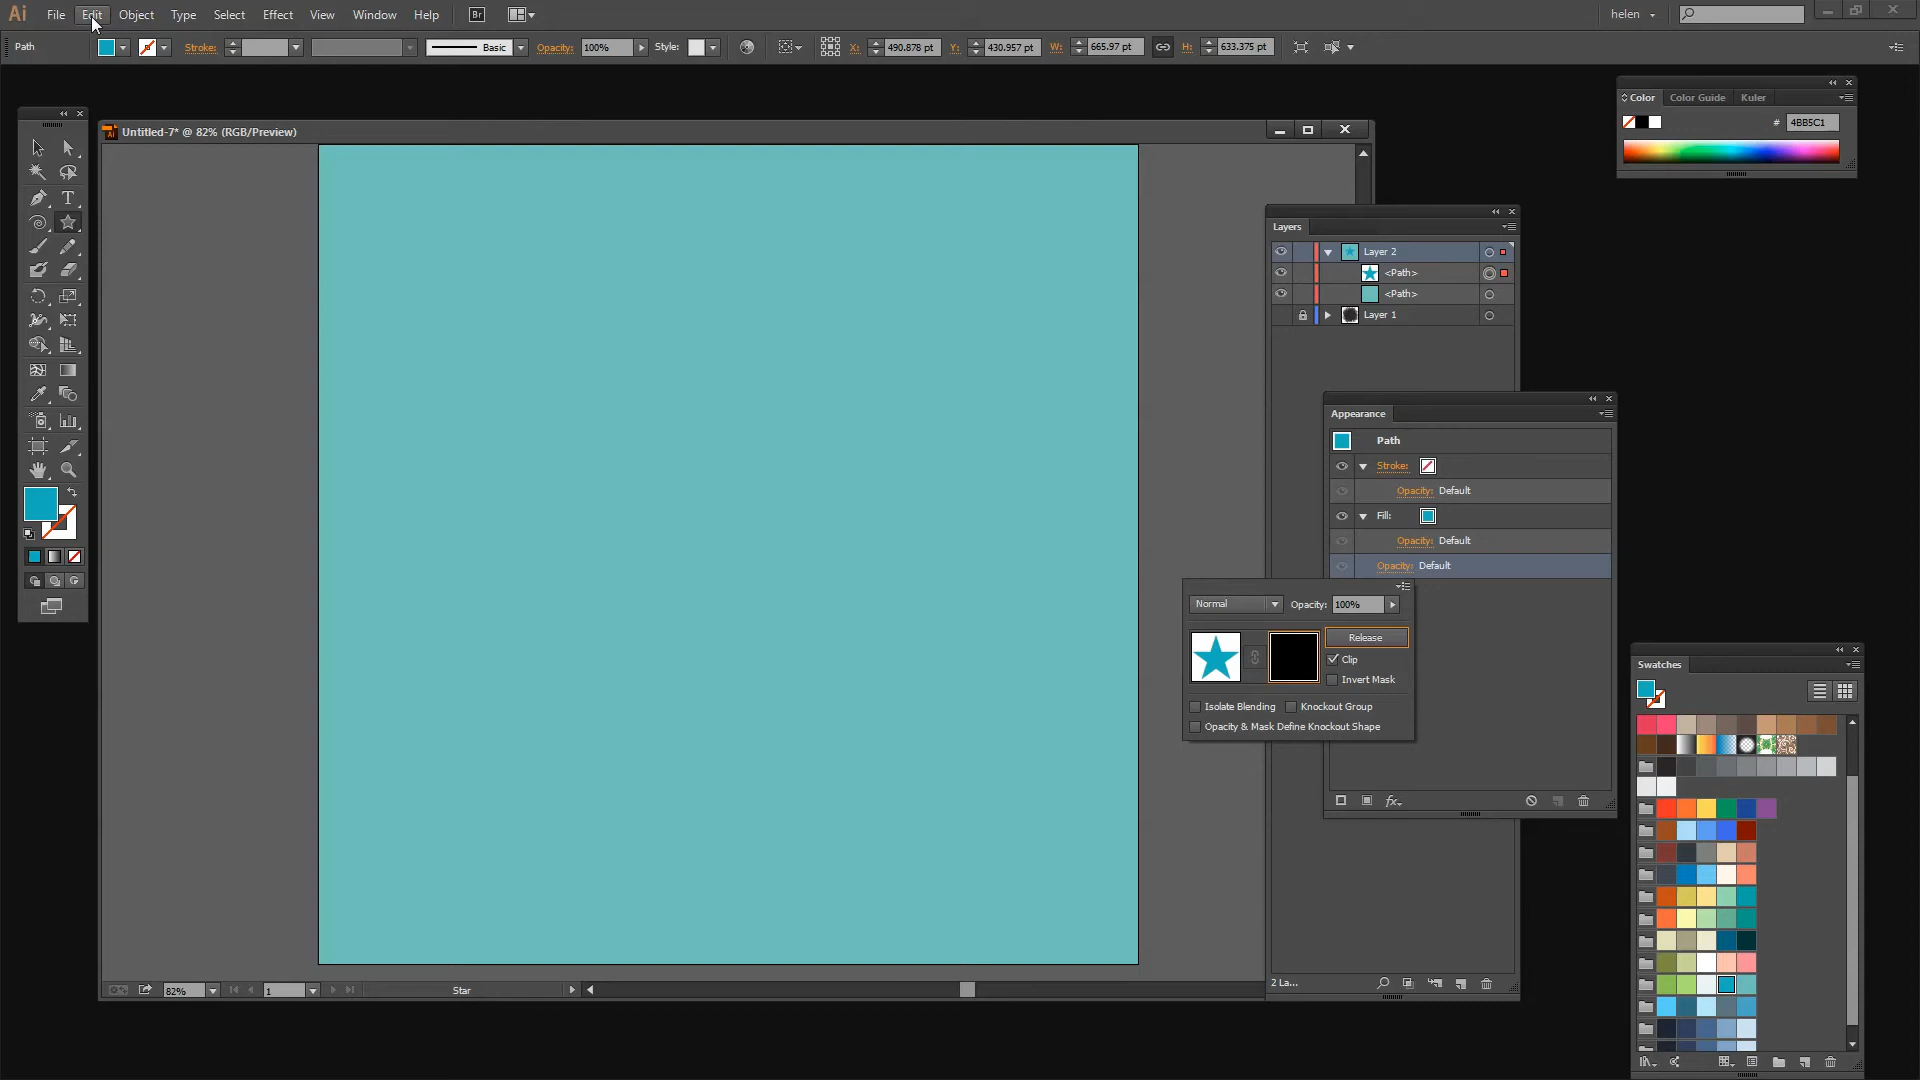 Ai File Edit Object Type Select Effect View Window Help Br helen
Path Stroke: Basic Opacity: 100% Style: X: 490.878 pt Y: 430.957 pt W: 665.97 pt H: 633.375 pt
Color Color Guide Kuler
# 4BB5C1
Untitled-7* @ 82% (RGB/Preview)
Layers
Layer 2
<Path>
<Path>
Layer 1
Appearance
Path
Stroke:
Opacity: Default
Fill:
Opacity: Default
Opacity: Default
Normal Opacity: 100%
Release
Clip
Invert Mask
Isolate Blending Knockout Group
Opacity & Mask Define Knockout Shape
Swatches
fx
T
82% 1 Star
2 La...